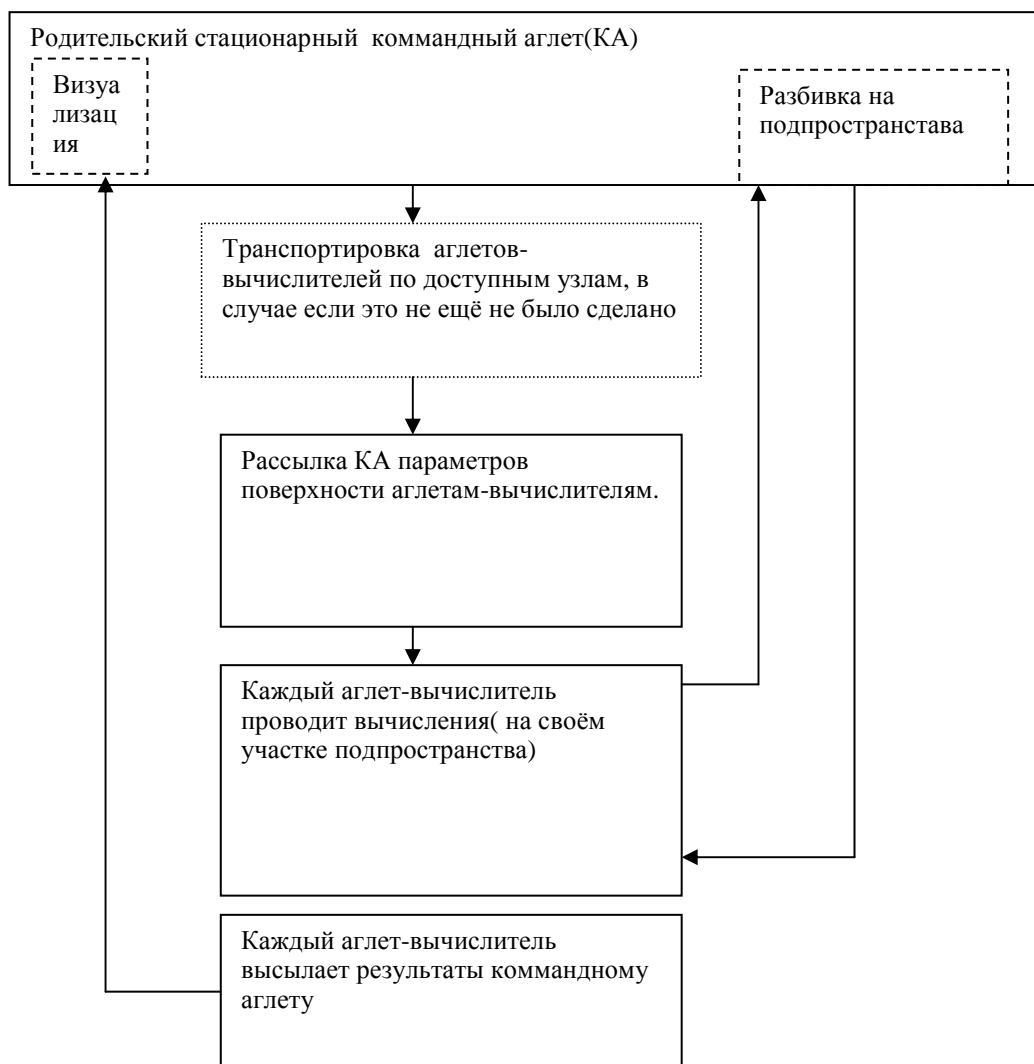 Родительский стационарный коммандный аглет(КА)
Визуа
лизац
ия
Разбивка на
подпространстава
Транспортировка аглетов-
вычислителей по доступным узлам, в
случае если это не ещё не было сделано
Рассылка КА параметров
поверхности аглетам-вычислителям.
Каждый аглет-вычислитель
проводит вычисления( на своём
участке подпространства)
Каждый аглет-вычислитель
высылает результаты коммандному
аглету